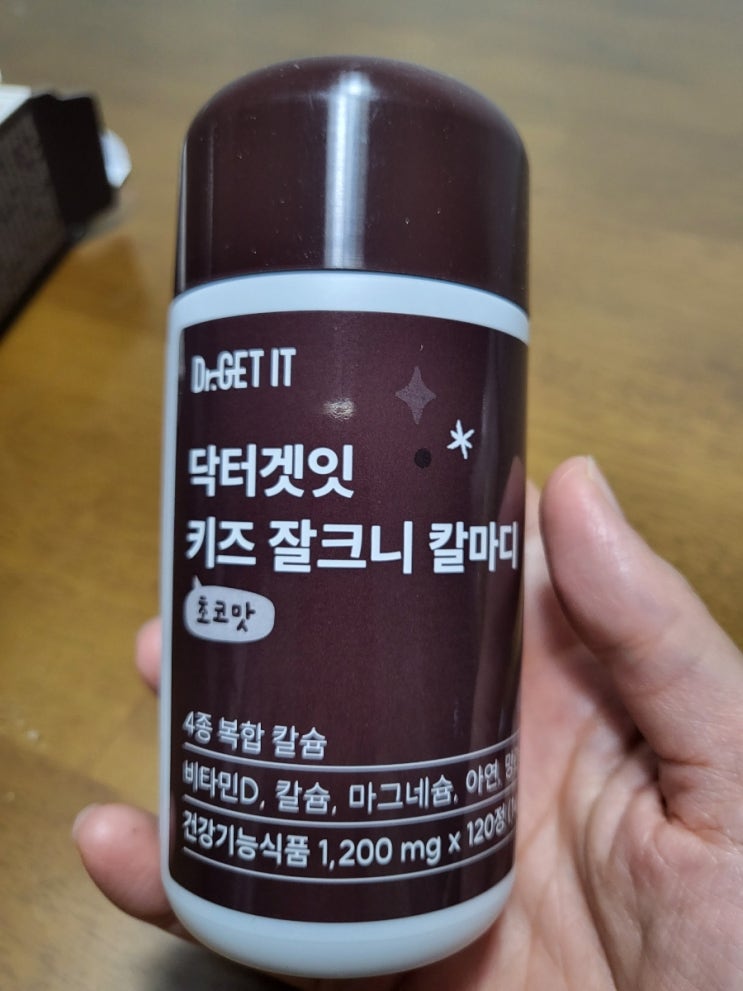 Dr.GET IT
닥터겟잇
키즈 잘크니 칼마디
초코맛
4종 복합 칼슘
비타민D, 칼슘, 마그네슘, 아연,
건강기능식품 1,200 mg x 120정